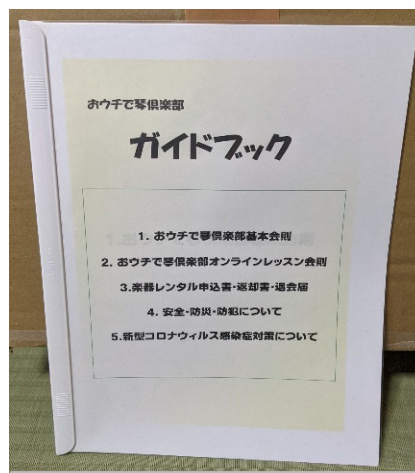 おウチで琴倶楽部
ガイドブック
1. おウチで琴倶楽部基本会則
2. おウチで琴倶楽部オンラインレッスン会則
3.楽器レンタル申込書・返却書・退会届
4. 安全・防災・防犯について
5.新型コロナウィルス感染症対策について